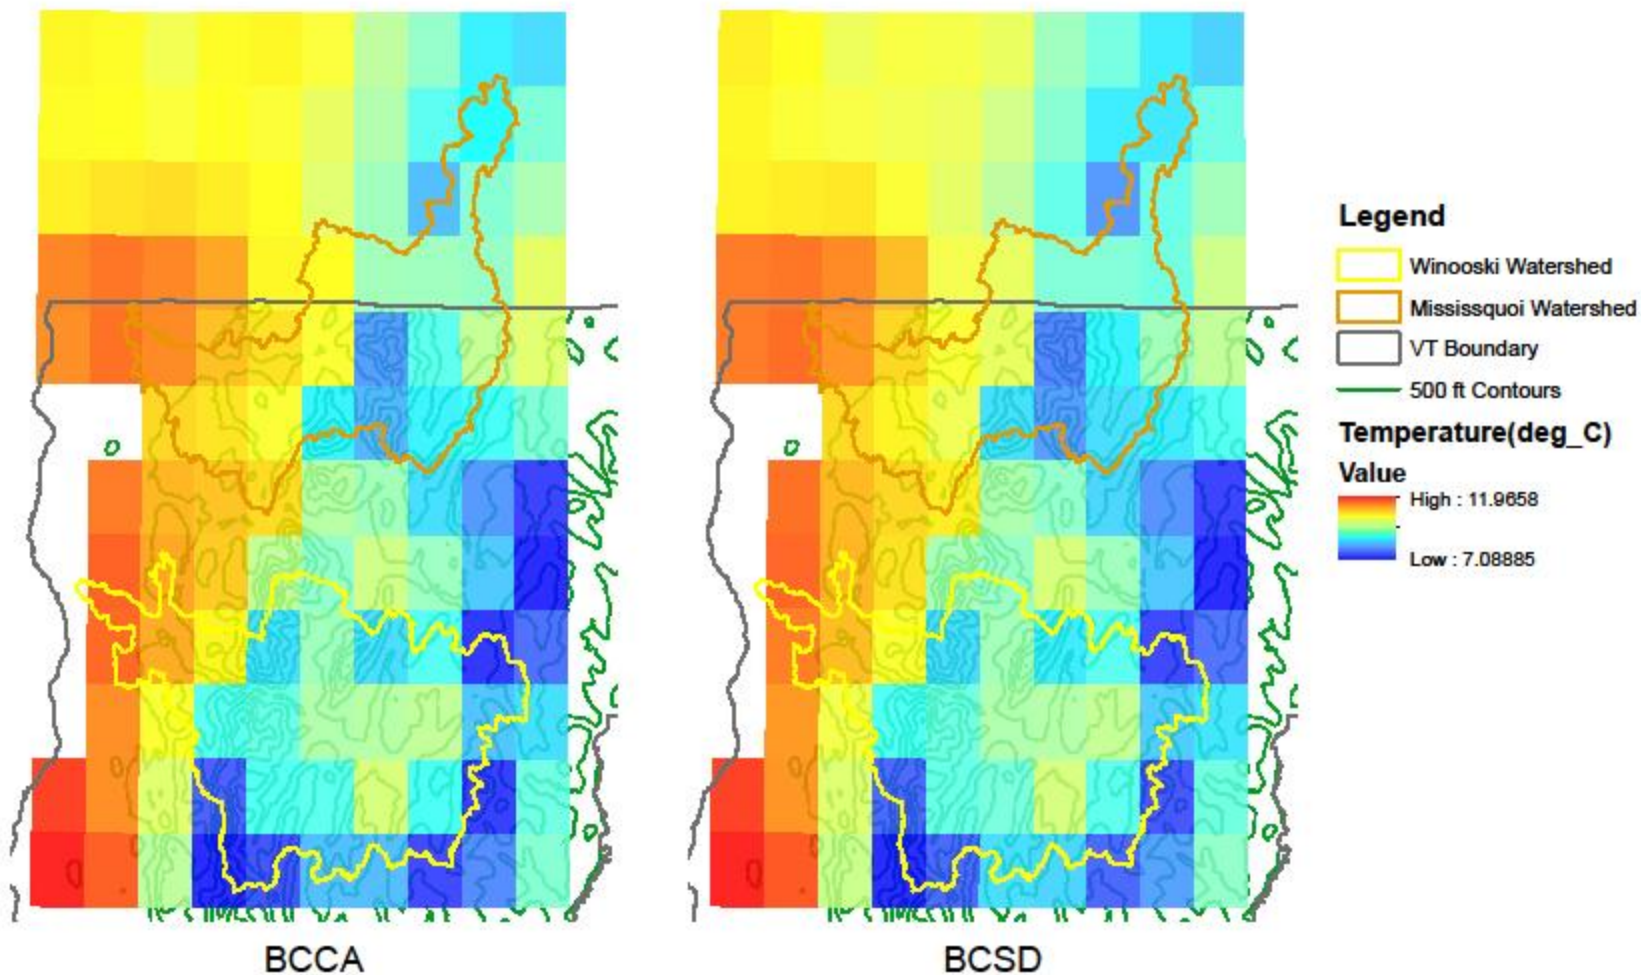 Legend
Winooski Watershed
Mississquoi Watershed
VT Boundary
500 ft Contours
Temperature(deg_C)
Value
High : 11.9658
Low : 7.08885
BCCA
BCSD